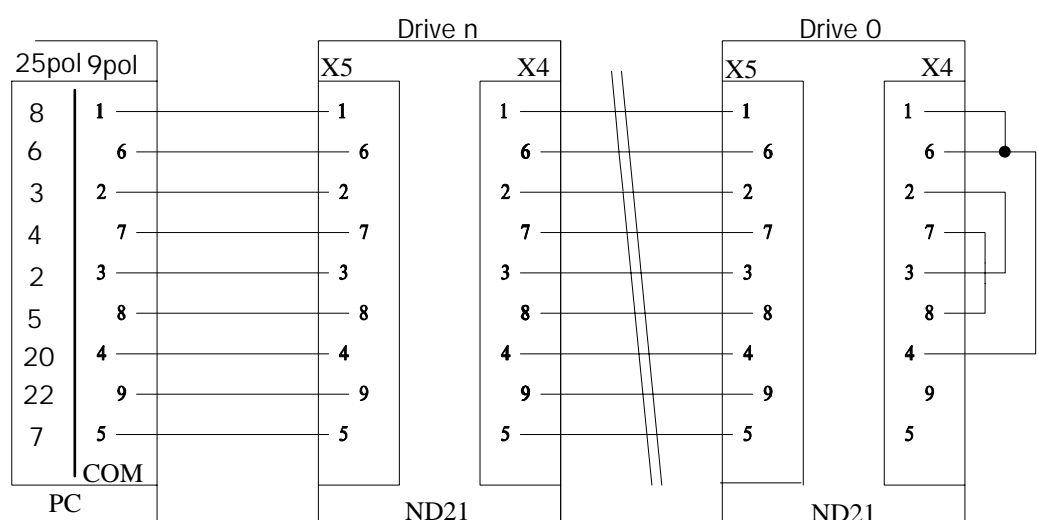 Drive n Drive 0
25pol 9pol X5 X4 X5 X4
8 1 1 1 1 1
6 6 6 6 6 6
3 2 2 2 2 2
4 7 7 7 7 7
2 3 3 3 3 3
5 8 8 8 8 8
20 4 4 4 4 4
22 9 9 9 9 9
7 5 5 5 5 5
COM
PC ND21 ND21